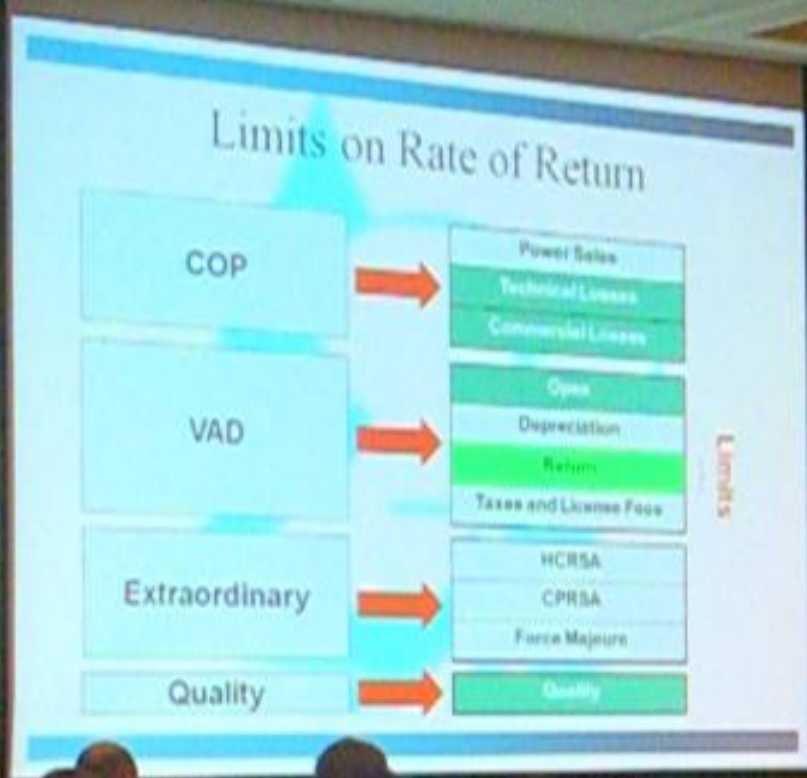 Limits on Rate of Return
COP
Power Sales
Technical Losses
Commercial Losses
VAD
Opex
Depreciation
Return
Taxes and License Fees
Limits
Extraordinary
HCRSA
CPRSA
Force Majeure
Quality
Quality